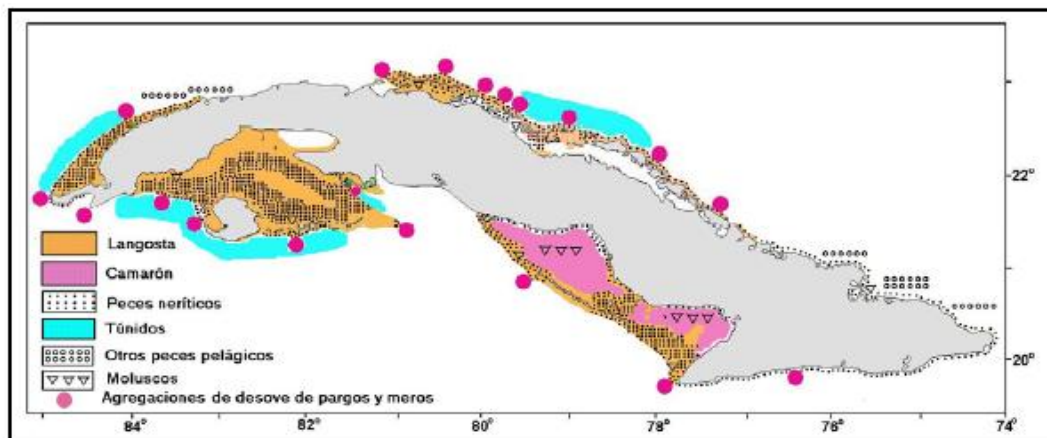 22°
20°
Langosta
Camarón
Peces neríticos
Túnidos
Otros peces pelágicos
Moluscos
Agregaciones de desove de pargos y meros
84° 82° 80° 78° 76° 74°